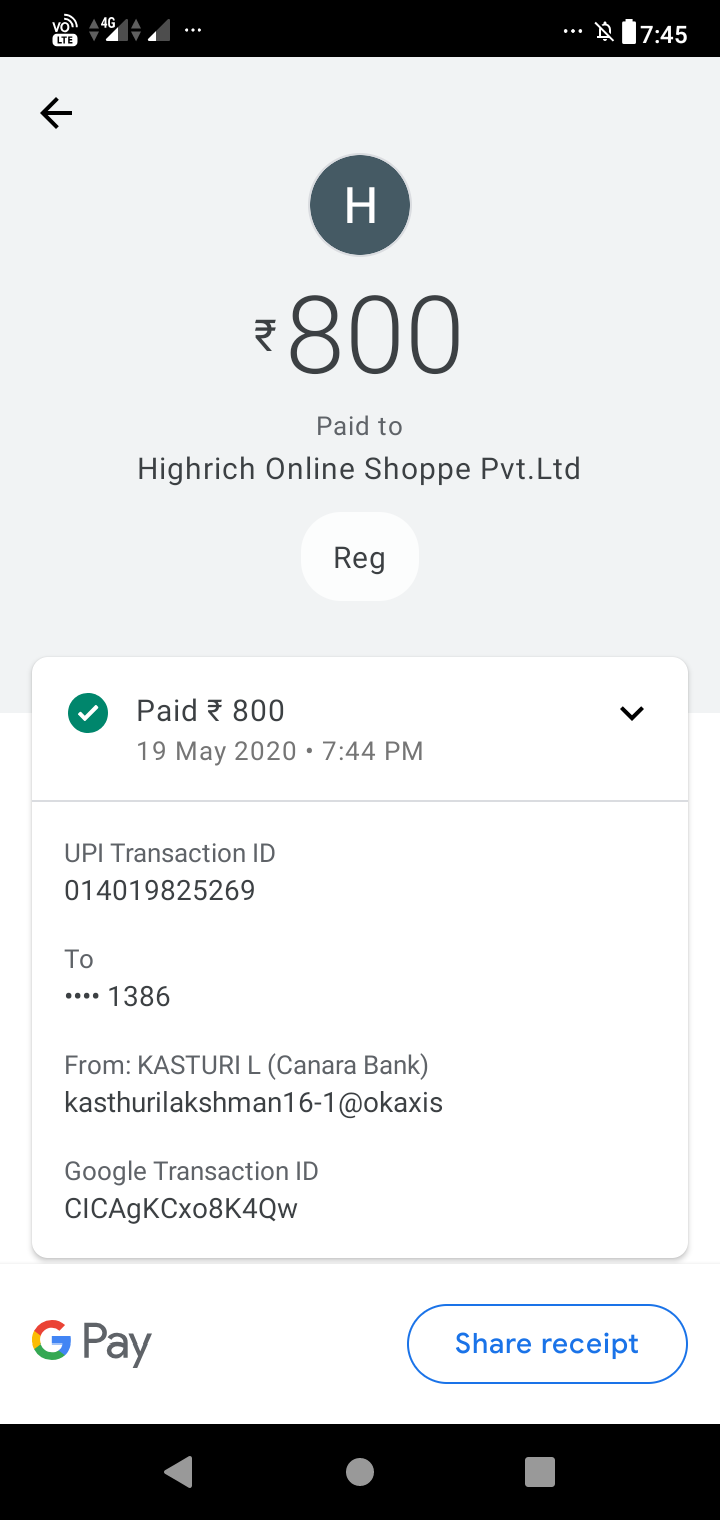 VO LTE 4G 7:45
H
₹800
Paid to
Highrich Online Shoppe Pvt.Ltd
Reg
Paid ₹ 800
19 May 2020 • 7:44 PM
UPI Transaction ID
014019825269
To
•••• 1386
From: KASTURI L (Canara Bank)
kasthurilakshman16-1@okaxis
Google Transaction ID
CICAgKCxo8K4Qw
G Pay
Share receipt